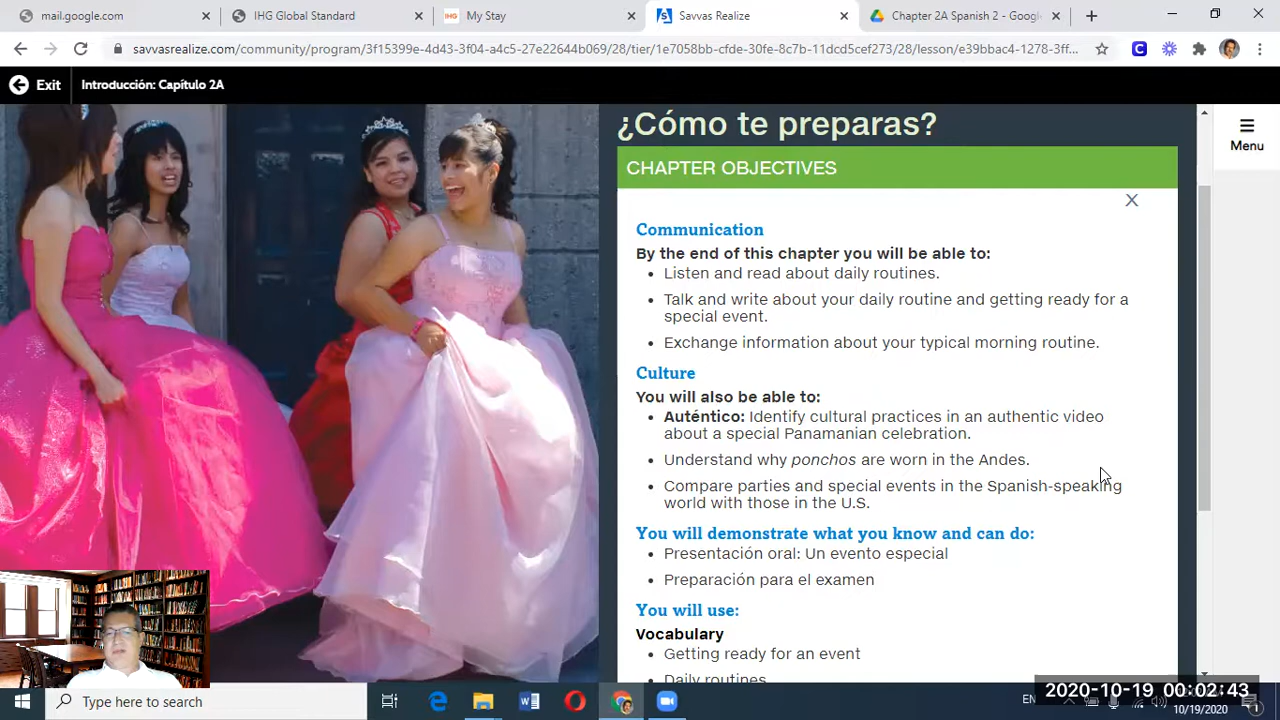 mail.google.com
IHG Global Standard
IHG
My Stay
Savvas Realize
Chapter 2A Spanish 2 - Goog
savvasrealize.com/community/program/3f15399e-4d43-3f04-a4c5-27e22644b069/28/tier/1e7058bb-cfde-30fe-8c7b-11dcd5cef273/28/lesson/e39bbac4-1278-3ff...
Exit
Introducción: Capítulo 2A
Menu
¿Cómo te preparas?
CHAPTER OBJECTIVES
X
Communication
By the end of this chapter you will be able to:
• Listen and read about daily routines.
• Talk and write about your daily routine and getting ready for a
special event.
• Exchange information about your typical morning routine.
Culture
You will also be able to:
• Auténtico: Identify cultural practices in an authentic video
about a special Panamanian celebration.
• Understand why ponchos are worn in the Andes.
• Compare parties and special events in the Spanish-speaking
world with those in the U.S.
You will demonstrate what you know and can do:
• Presentación oral: Un evento especial
• Preparación para el examen
You will use:
Vocabulary
• Getting ready for an event
• Daily routines
Type here to search
2020-10-19 00:02:43
10/19/2020